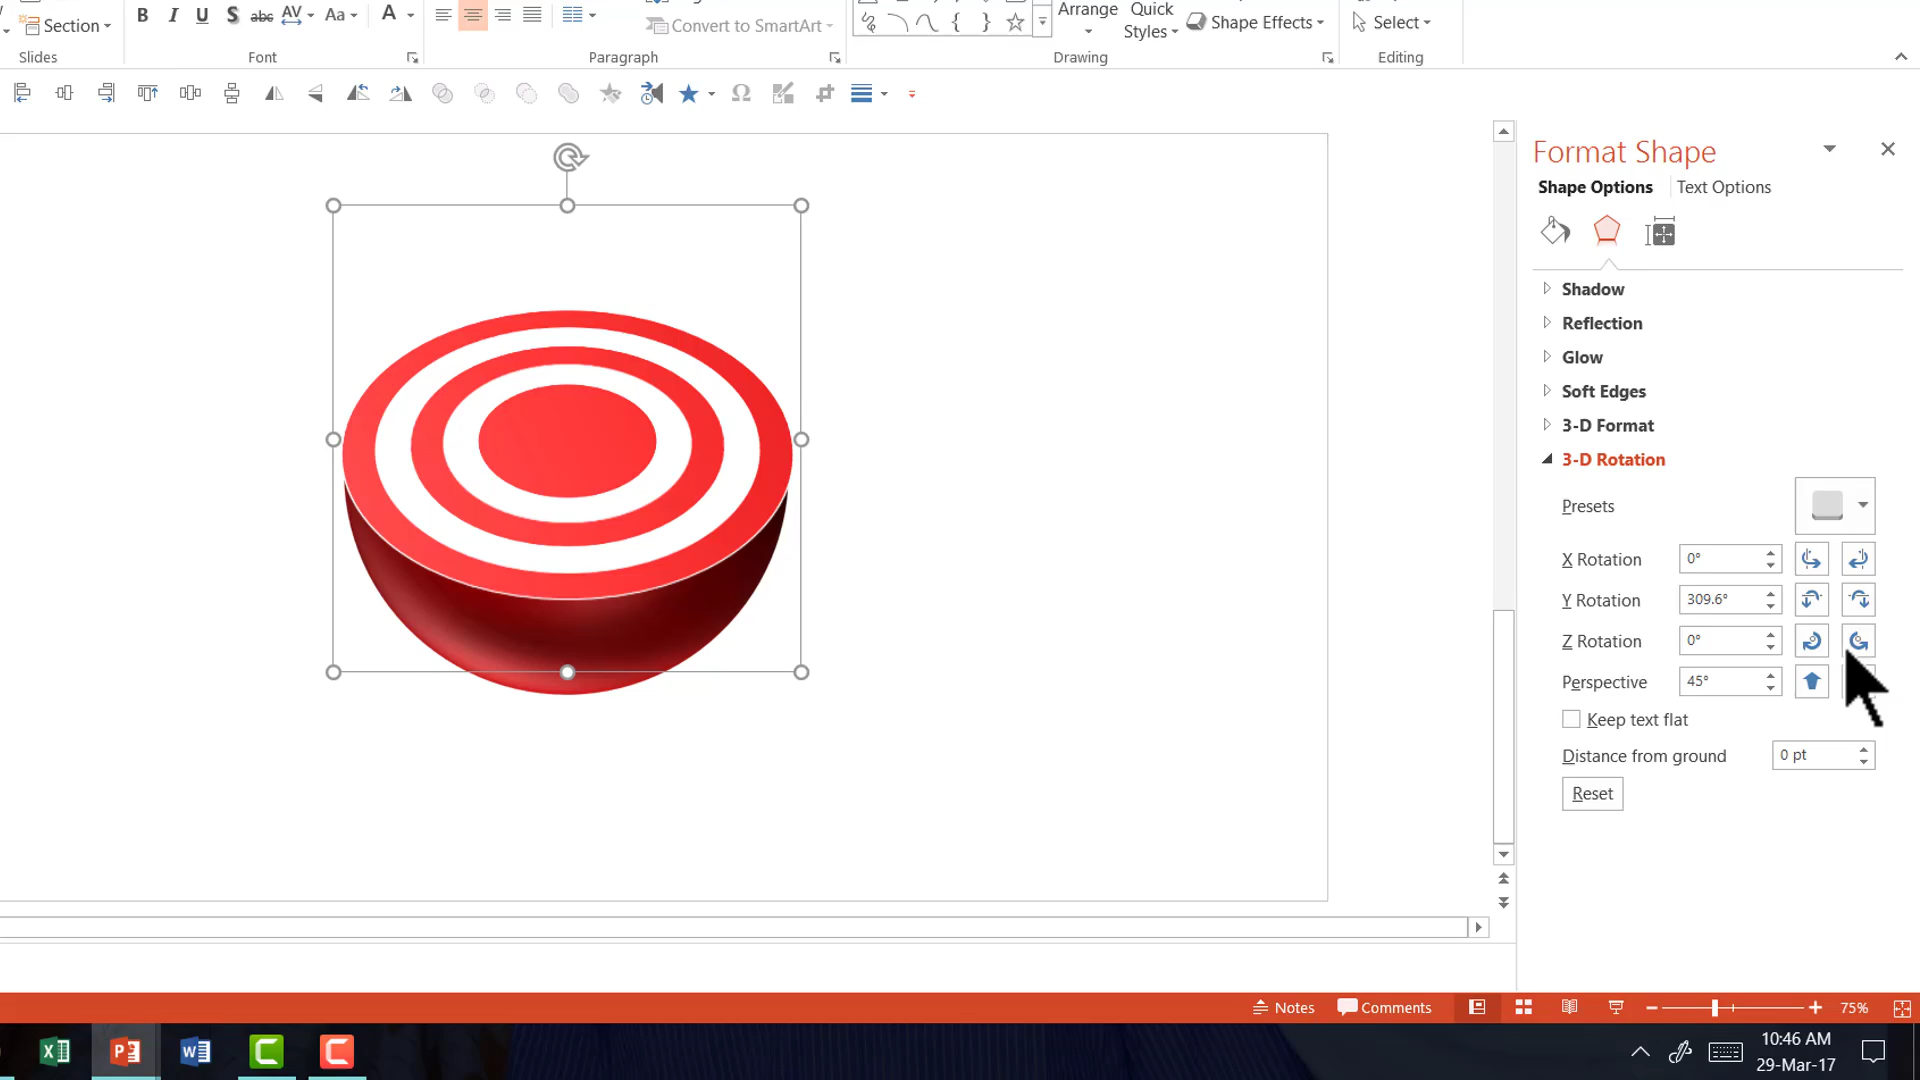 Section
B I U S abc AV Aa A
Convert to SmartArt
Arrange
Quick
Styles
Shape Effects
Select
Slides
Font
Paragraph
Drawing
Editing
Format Shape
Shape Options
Text Options
Shadow
Reflection
Glow
Soft Edges
3-D Format
3-D Rotation
Presets
X Rotation 0°
Y Rotation 309.6°
Z Rotation 0°
Perspective 45°
Keep text flat
Distance from ground 0 pt
Reset
Notes
Comments
75%
10:46 AM
29-Mar-17